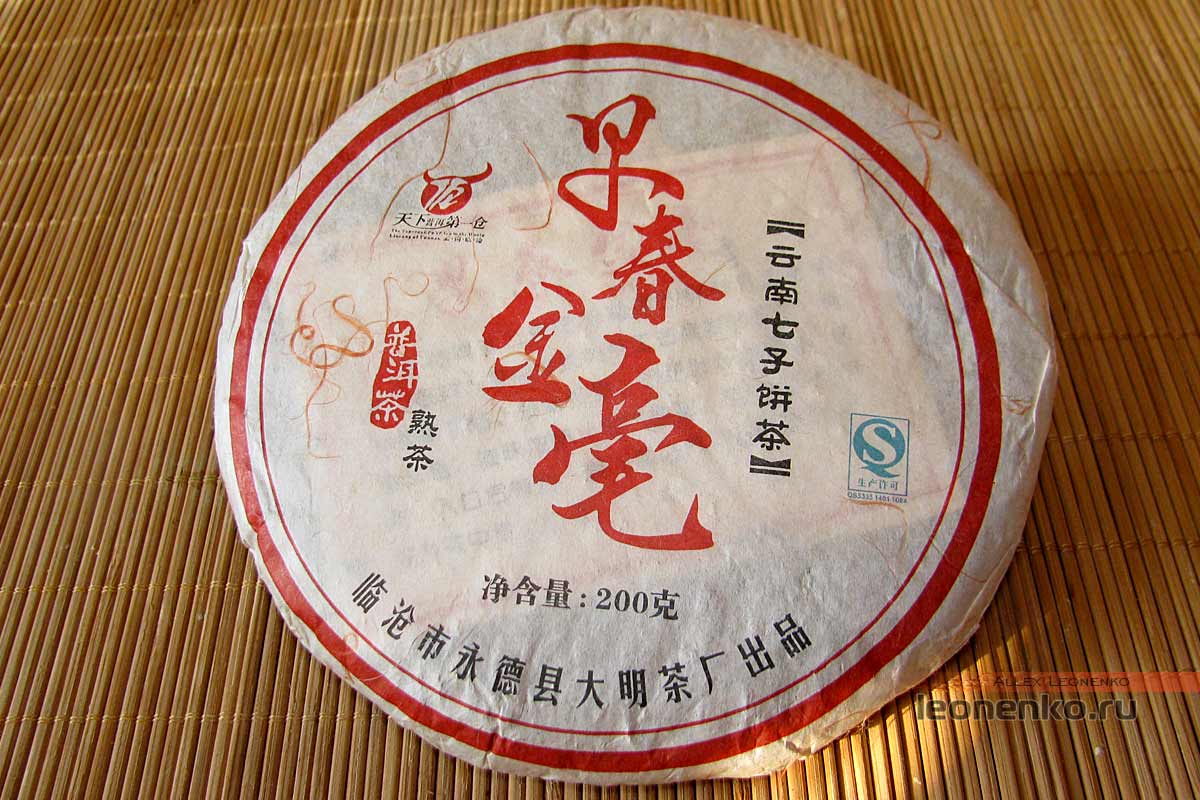 早春
金毫
天下普洱第一仓
普洱茶
熟茶
【云南七子饼茶】
生产许可
净含量：200克
临沧市永德县大明茶厂出品
ALLEX LEONENKO
leonenko.ru